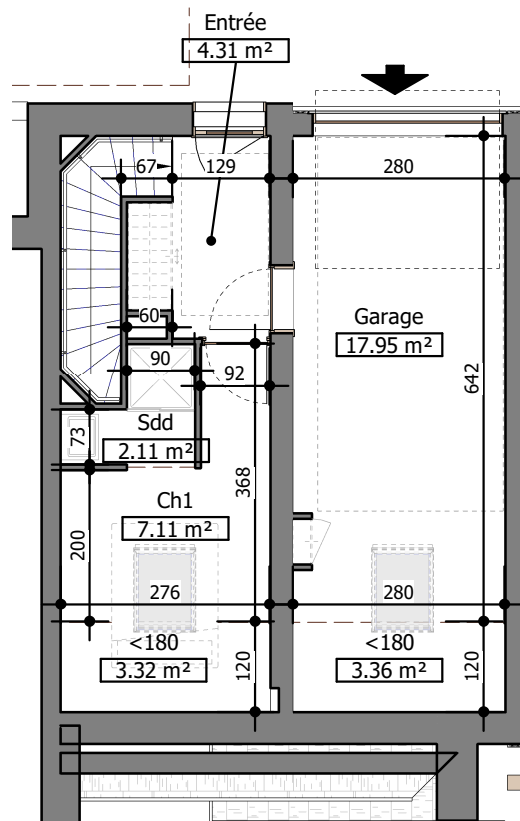 Entrée
4.31 m²
67
129
280
60
Garage
17.95 m²
90
92
642
Sdd
2.11 m²
73
368
Ch1
7.11 m²
200
276
280
<180
3.32 m²
120
<180
3.36 m²
120